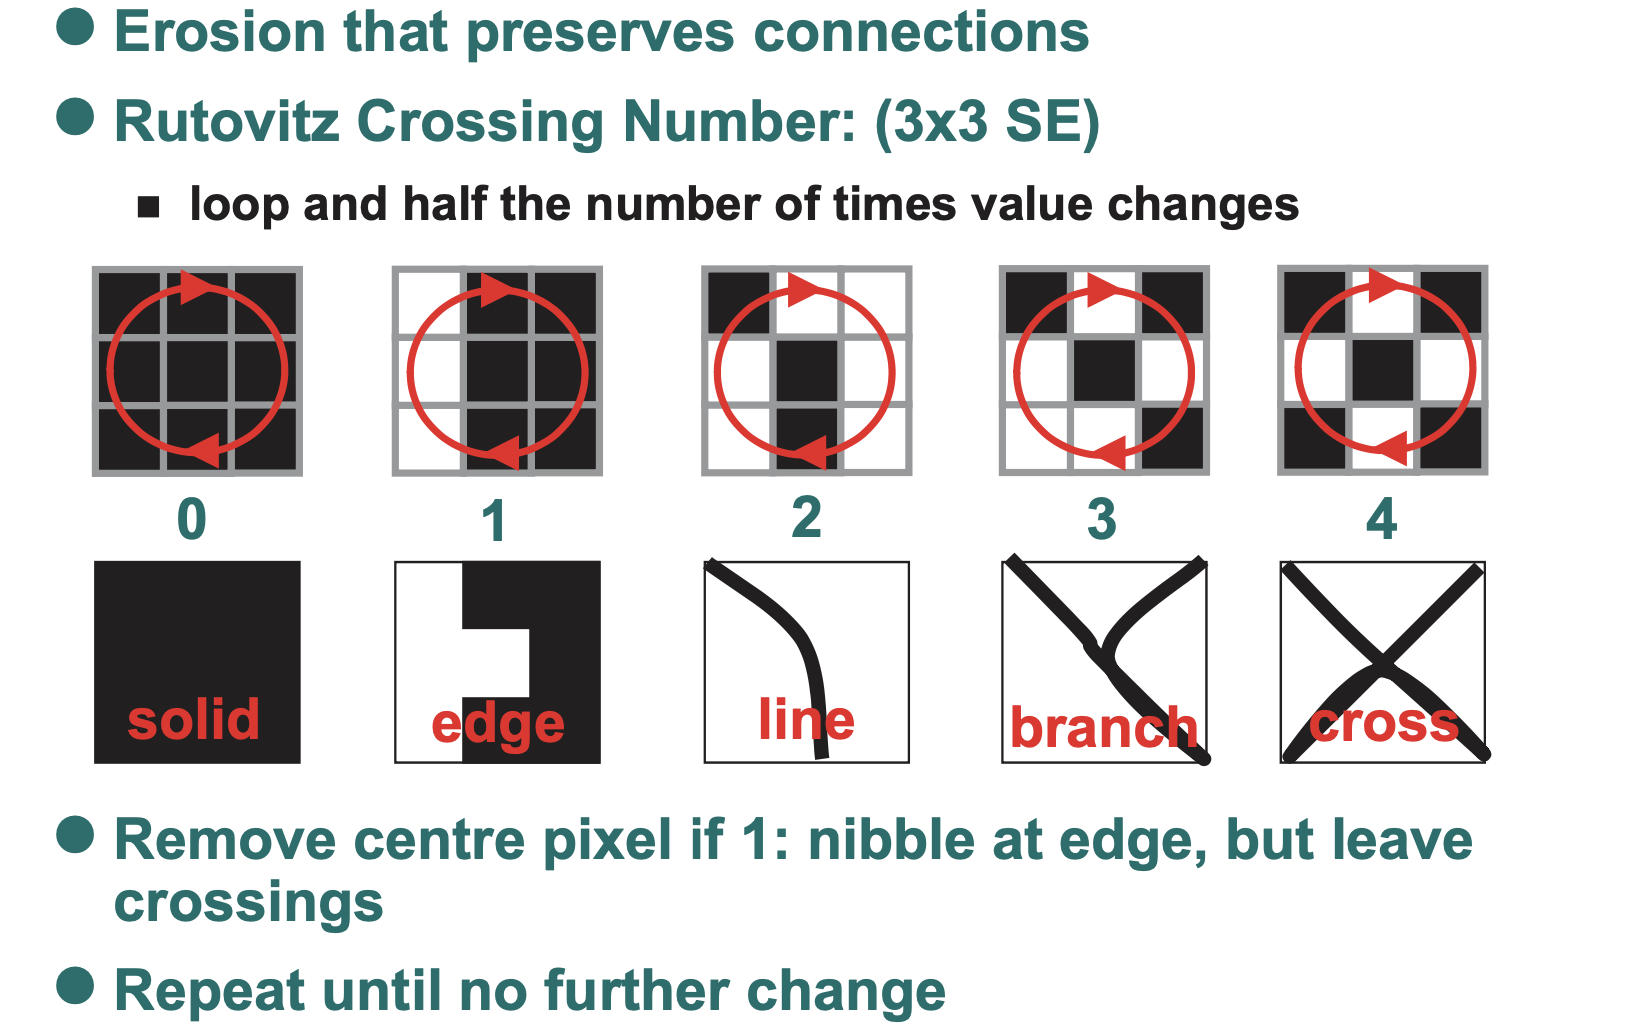 Erosion that preserves connections
Rutovitz Crossing Number: (3x3 SE)
loop and half the number of times value changes
0 1 2 3 4
solid edge line branch cross
Remove centre pixel if 1: nibble at edge, but leave
crossings
Repeat until no further change